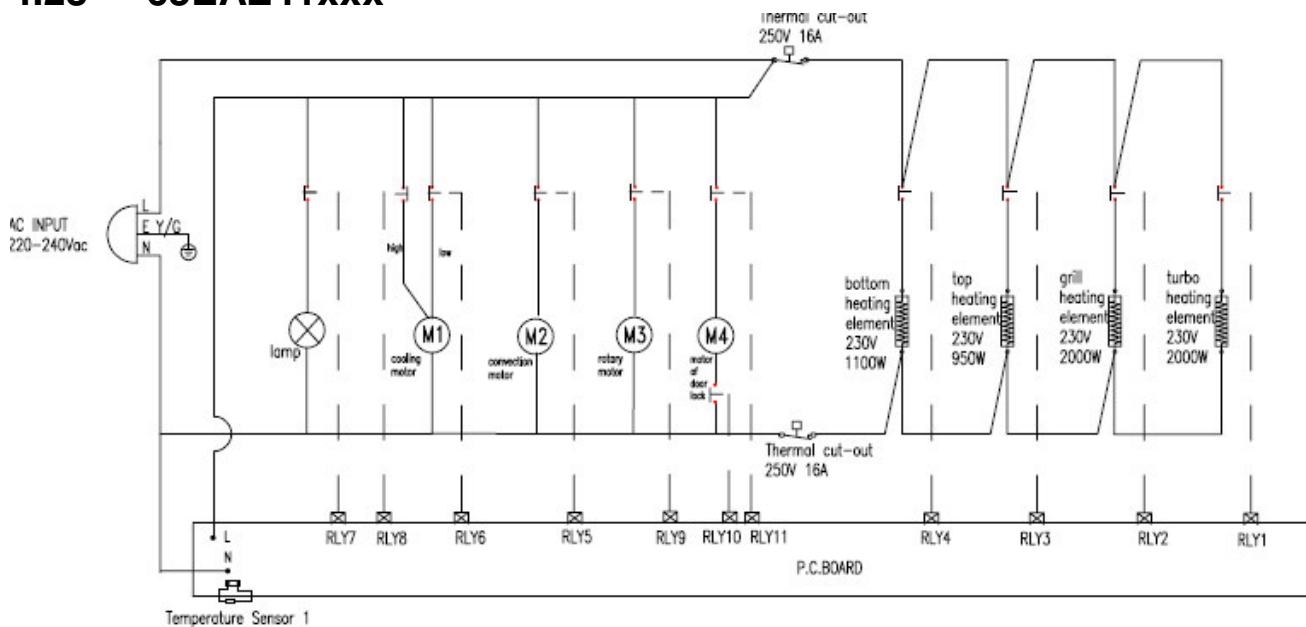 Thermal cut-out
250V 16A
L
AC INPUT
220-240Vac
E Y/G
N
high
low
bottom
heating
element
230V
1100W
top
heating
element
230V
950W
grill
heating
element
230V
2000W
turbo
heating
element
230V
2000W
lamp
M1
cooling
motor
M2
convection
motor
M3
rotary
motor
M4
motor
of
door
lock
Thermal cut-out
250V 16A
RLY7
RLY8
RLY6
RLY5
RLY9
RLY10
RLY11
RLY4
RLY3
RLY2
RLY1
L
N
P.C.BOARD
Temperature Sensor 1